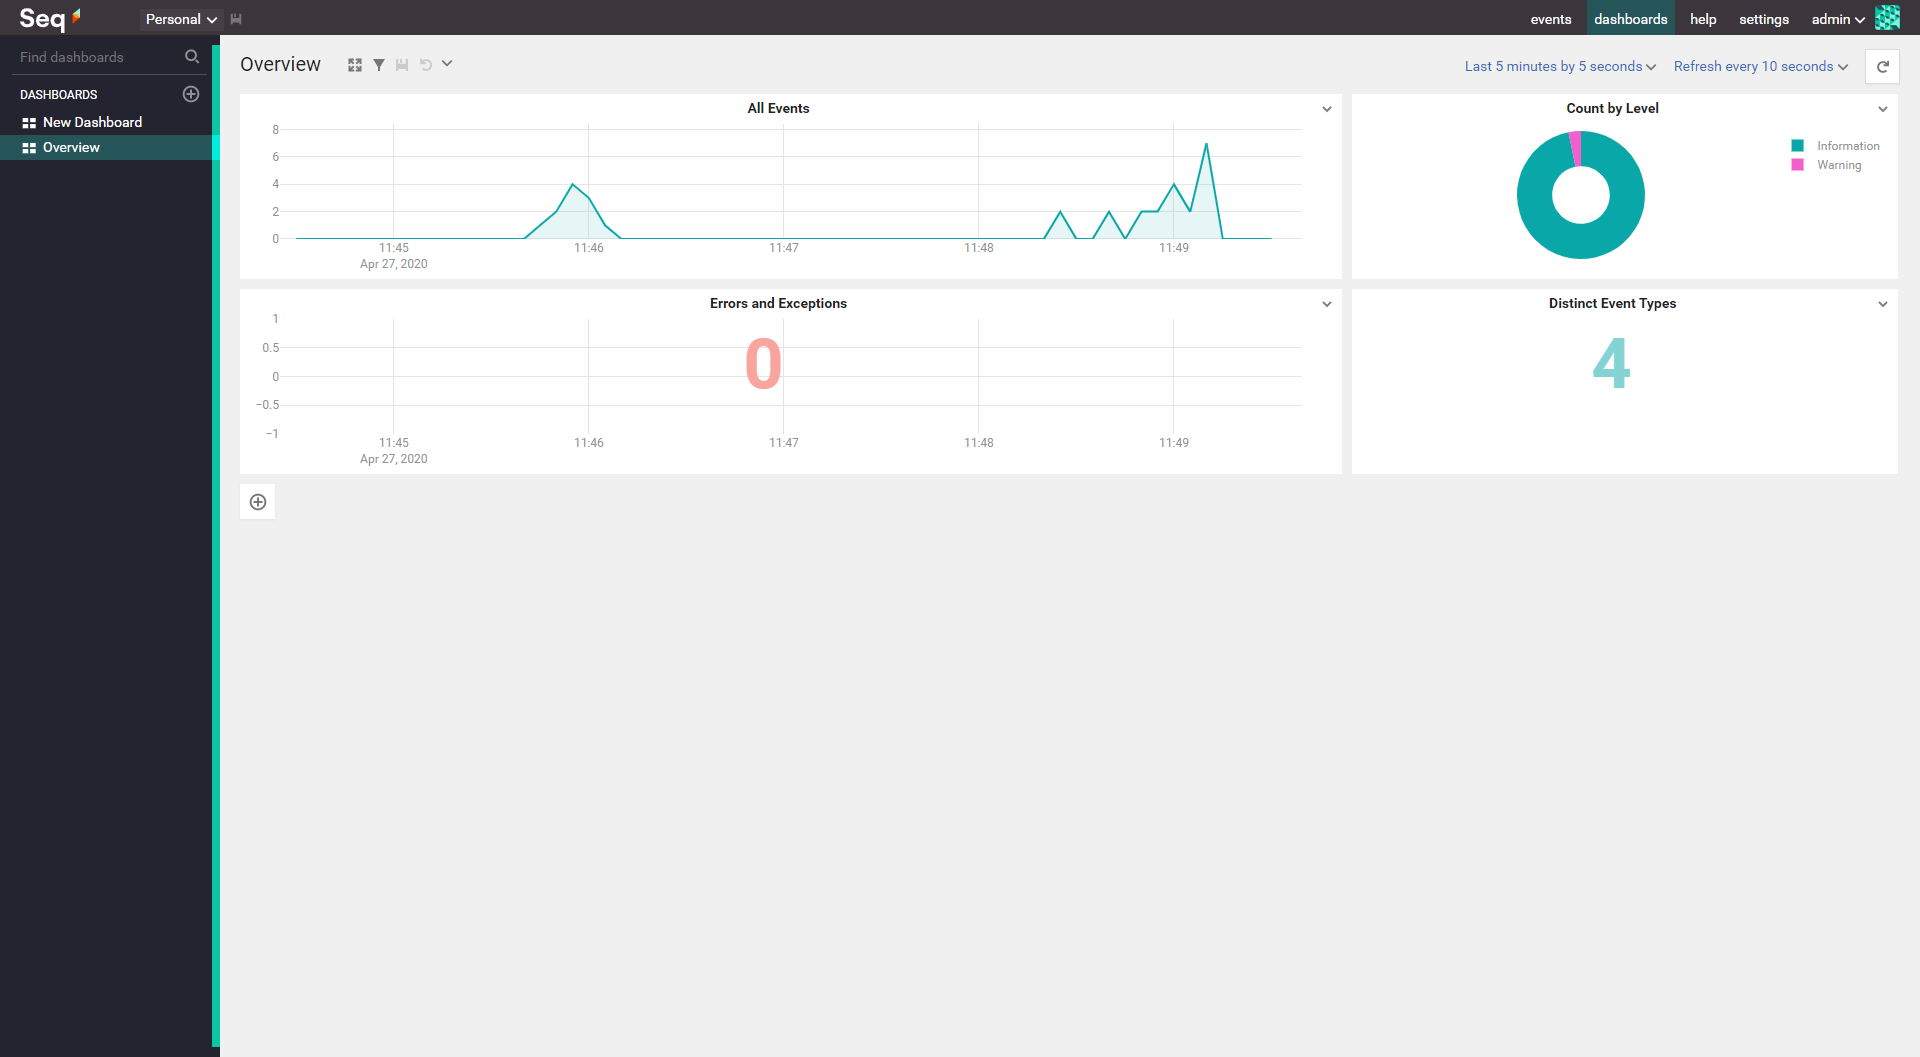 Seq
Personal
events
dashboards
help
settings
admin
Find dashboards
DASHBOARDS
New Dashboard
Overview
Overview
Last 5 minutes by 5 seconds
Refresh every 10 seconds
All Events
8
6
4
2
0
11:45
11:46
11:47
11:48
11:49
Apr 27, 2020
Count by Level
Information
Warning
Errors and Exceptions
1
0.5
0
−0.5
−1
0
11:45
11:46
11:47
11:48
11:49
Apr 27, 2020
Distinct Event Types
4